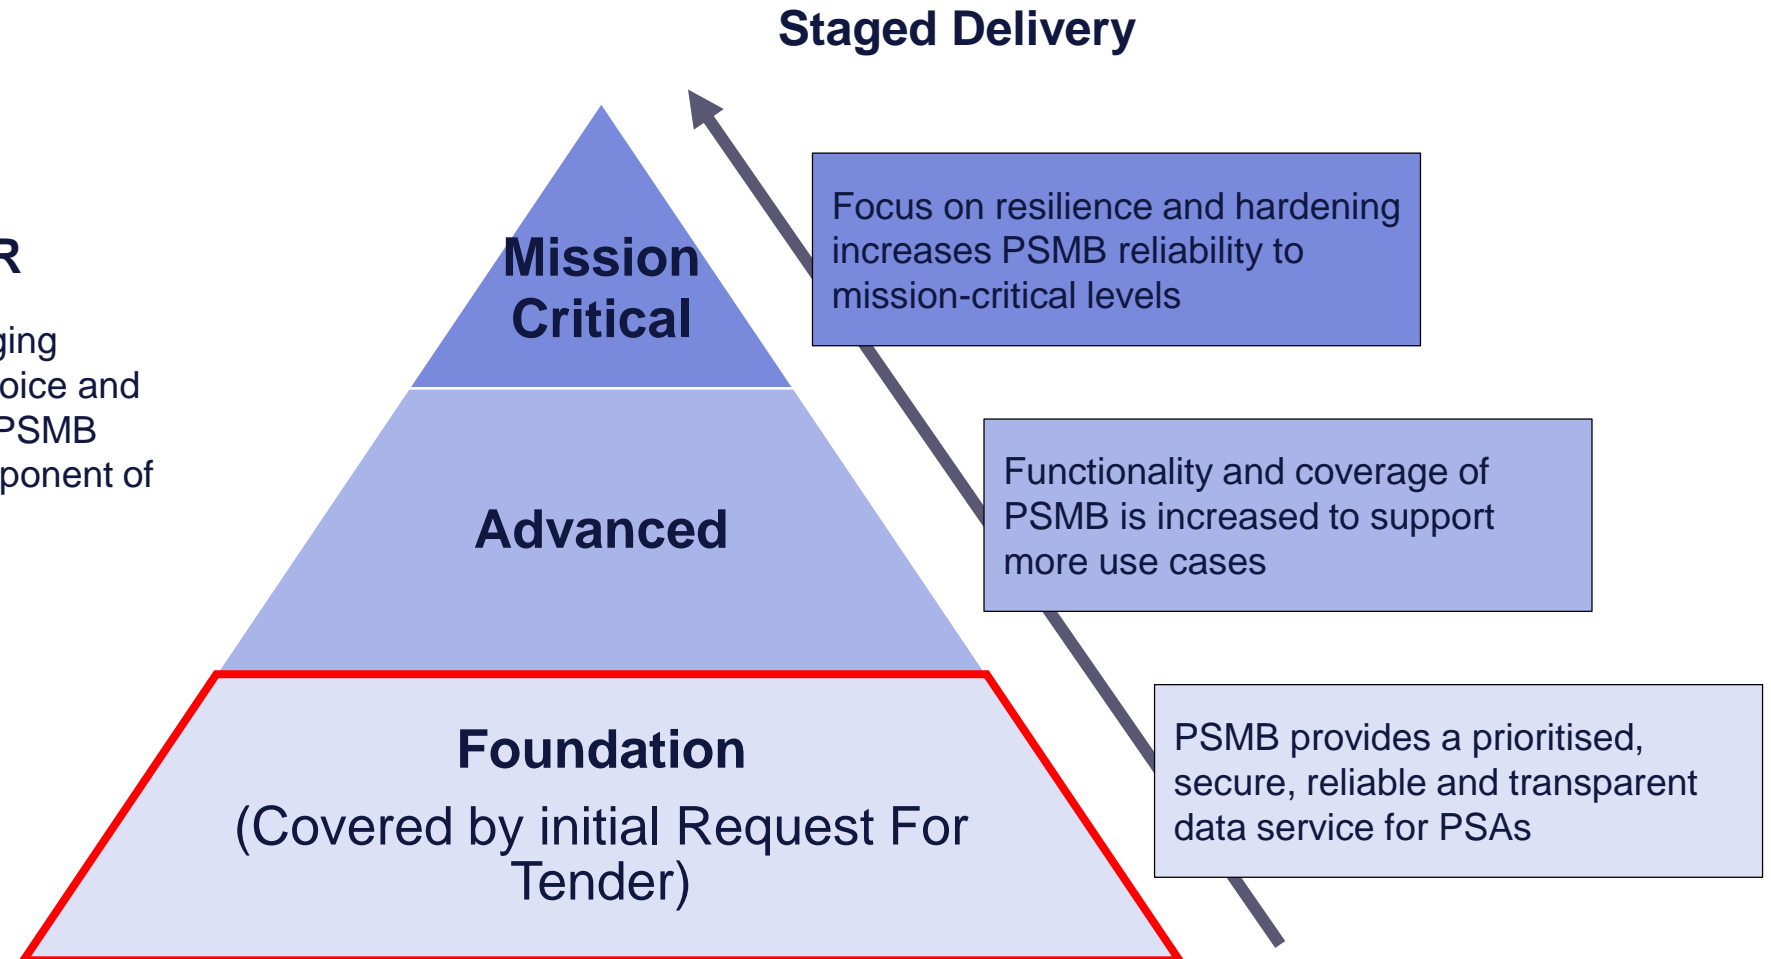 Staged Delivery
R
ging
oice and
PSMB
ponent of
Mission
Critical
Advanced
Foundation
(Covered by initial Request For
Tender)
Focus on resilience and hardening
increases PSMB reliability to
mission-critical levels
Functionality and coverage of
PSMB is increased to support
more use cases
PSMB provides a prioritised,
secure, reliable and transparent
data service for PSAs